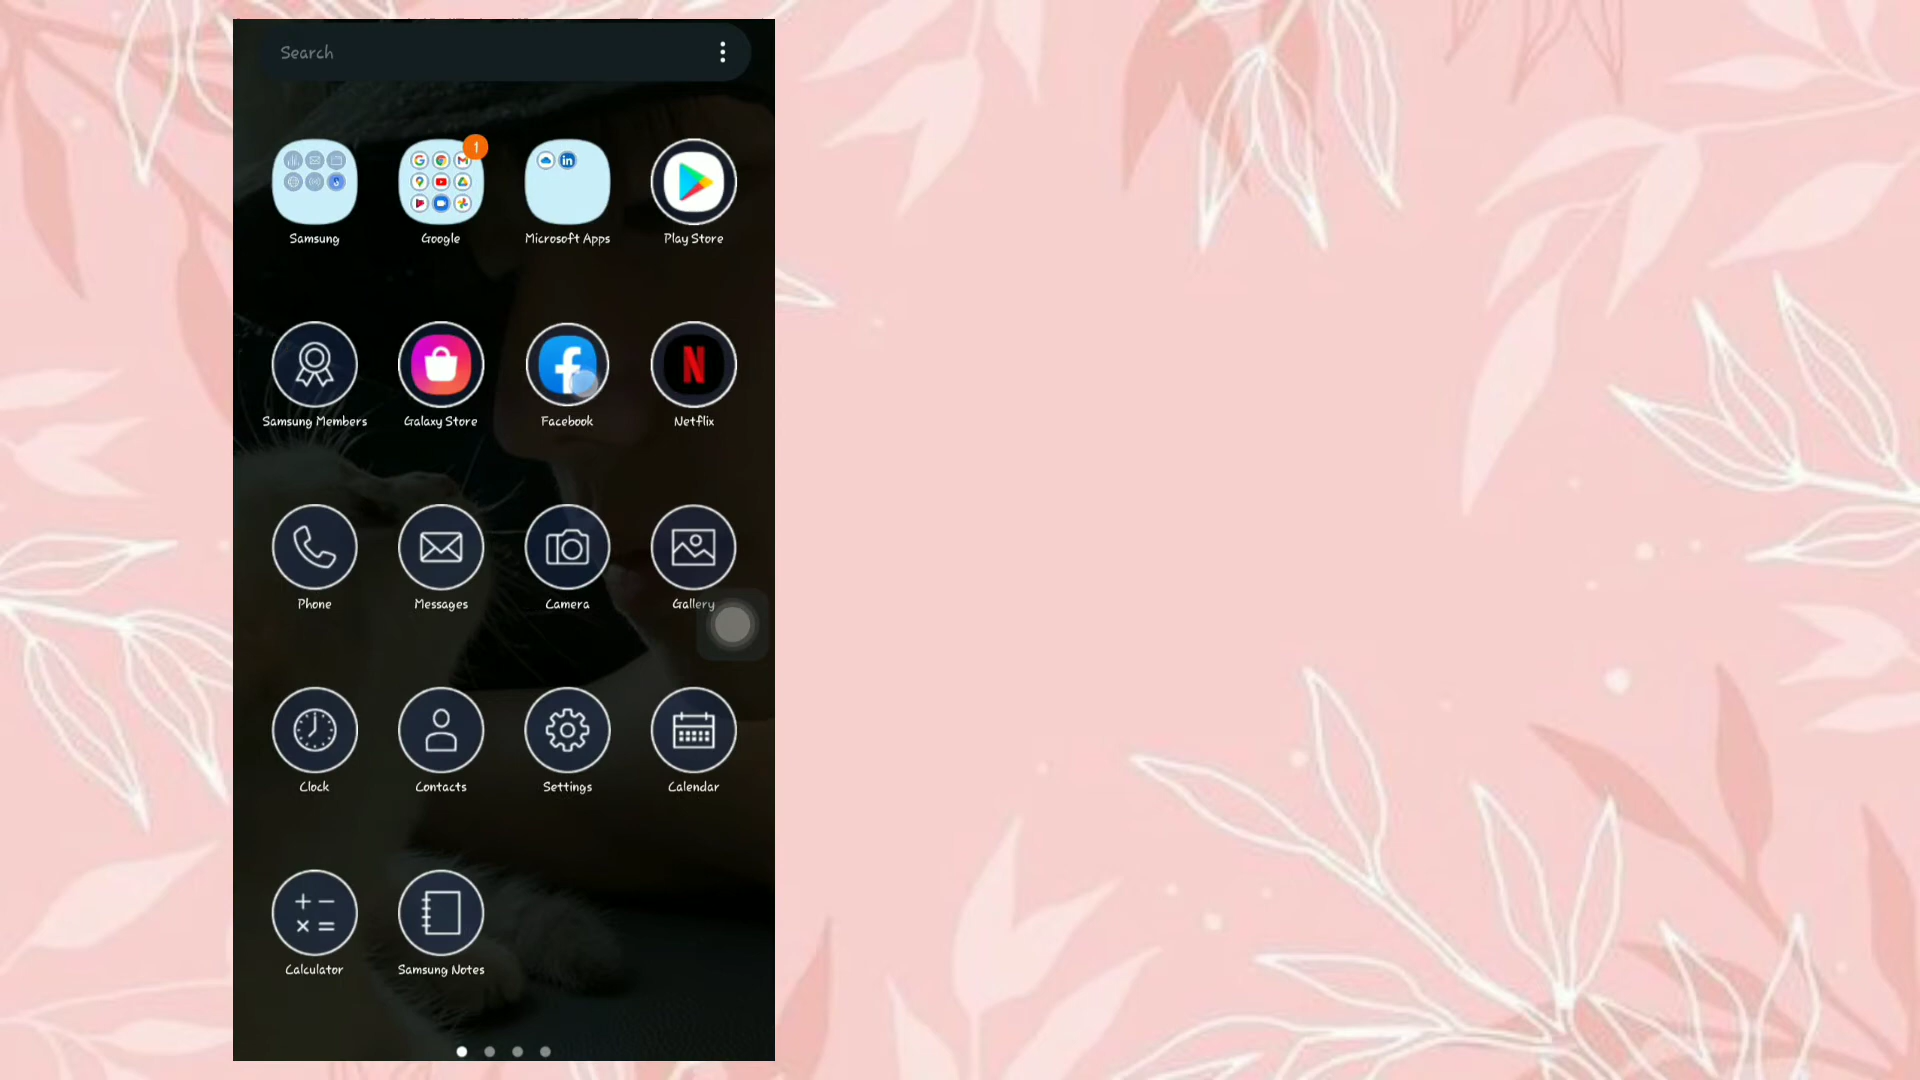 Search
1
Samsung
Google
Microsoft Apps
Play Store
Samsung Members
Galaxy Store
Facebook
Netflix
Phone
Messages
Camera
Gallery
Clock
Contacts
Settings
Calendar
Calculator
Samsung Notes